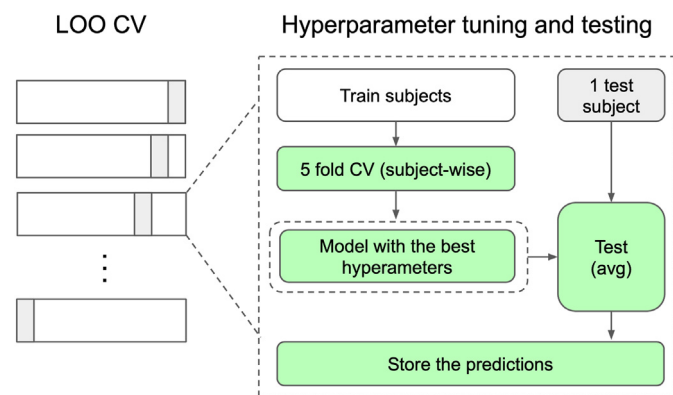 LOO CV
Hyperparameter tuning and testing
Train subjects
1 test
subject
5 fold CV (subject-wise)
Model with the best
hyperameters
Test
(avg)
Store the predictions